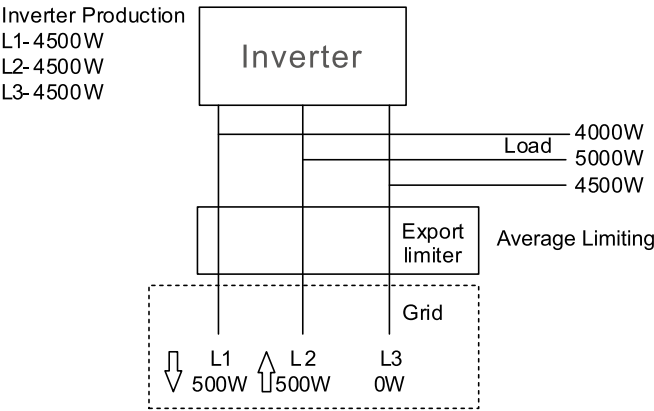 Inverter Production
L1-4500W
L2-4500W
L3-4500W
Inverter
4000W
Load
5000W
4500W
Export
limiter
Average Limiting
Grid
L1
L2
L3
500W
500W
0W